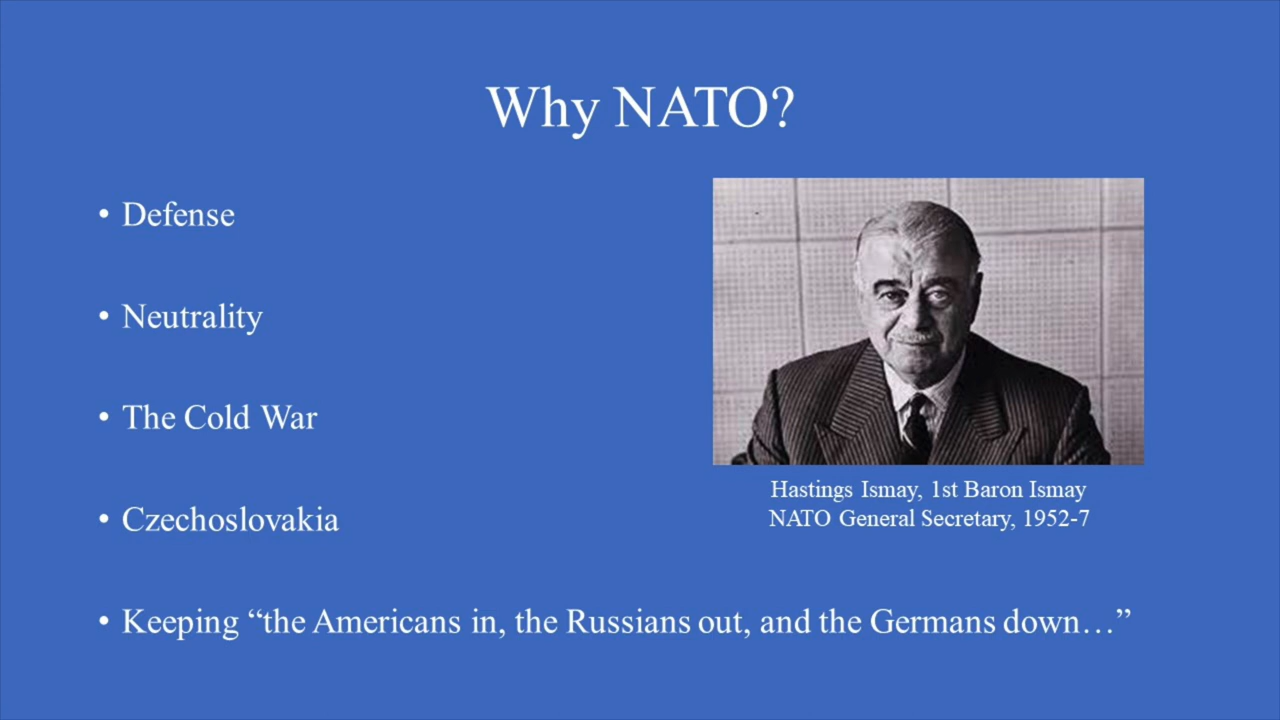 Why NATO?
• Defense
• Neutrality
• The Cold War
• Czechoslovakia
• Keeping “the Americans in, the Russians out, and the Germans down…”
Hastings Ismay, 1st Baron Ismay
NATO General Secretary, 1952-7